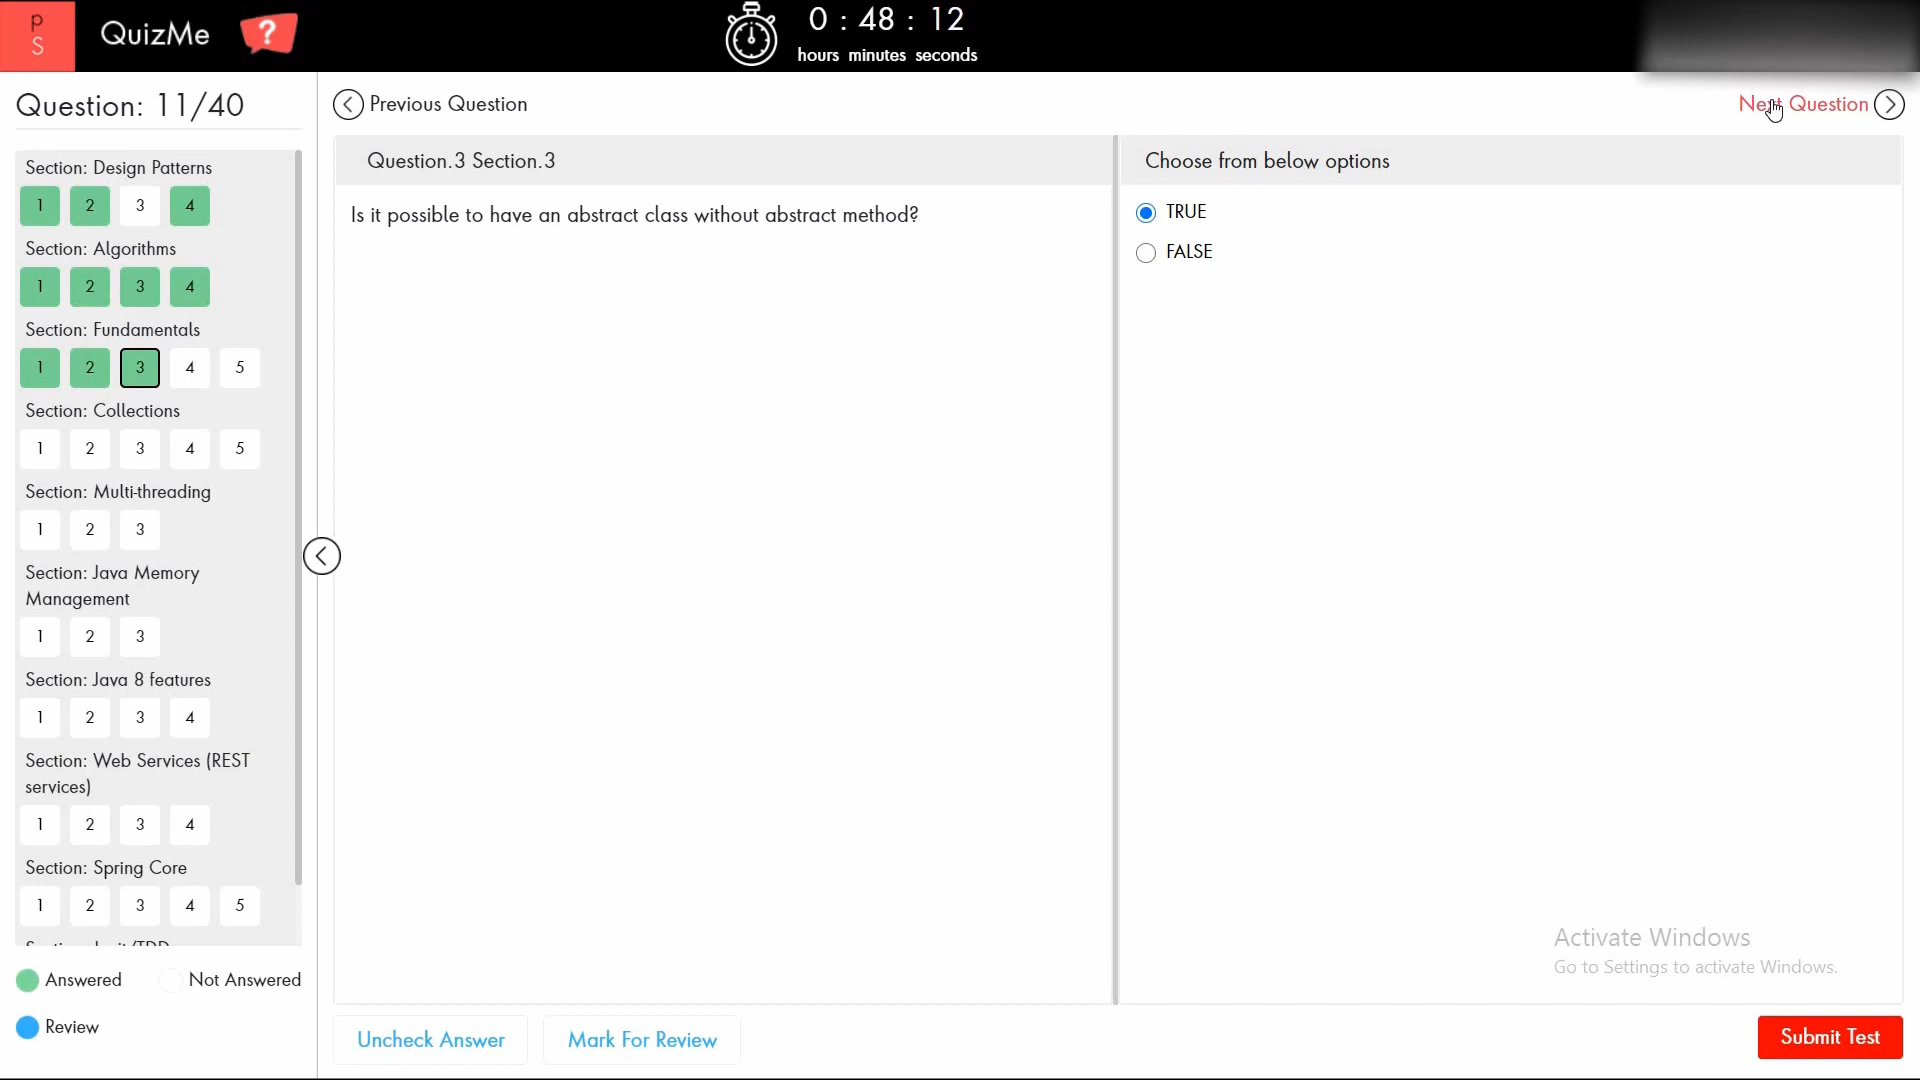 P
S
QuizMe
?
0 : 48 : 12
hours minutes seconds
Question: 11/40
Previous Question
Next Question
Section: Design Patterns
1 2 3 4
Section: Algorithms
1 2 3 4
Section: Fundamentals
1 2 3 4 5
Section: Collections
1 2 3 4 5
Section: Multi-threading
1 2 3
Section: Java Memory
Management
1 2 3
Section: Java 8 features
1 2 3 4
Section: Web Services (REST
services)
1 2 3 4
Section: Spring Core
1 2 3 4 5
Answered Not Answered
Review
Question.3 Section.3
Is it possible to have an abstract class without abstract method?
Choose from below options
TRUE
FALSE
Activate Windows
Go to Settings to activate Windows.
Uncheck Answer
Mark For Review
Submit Test